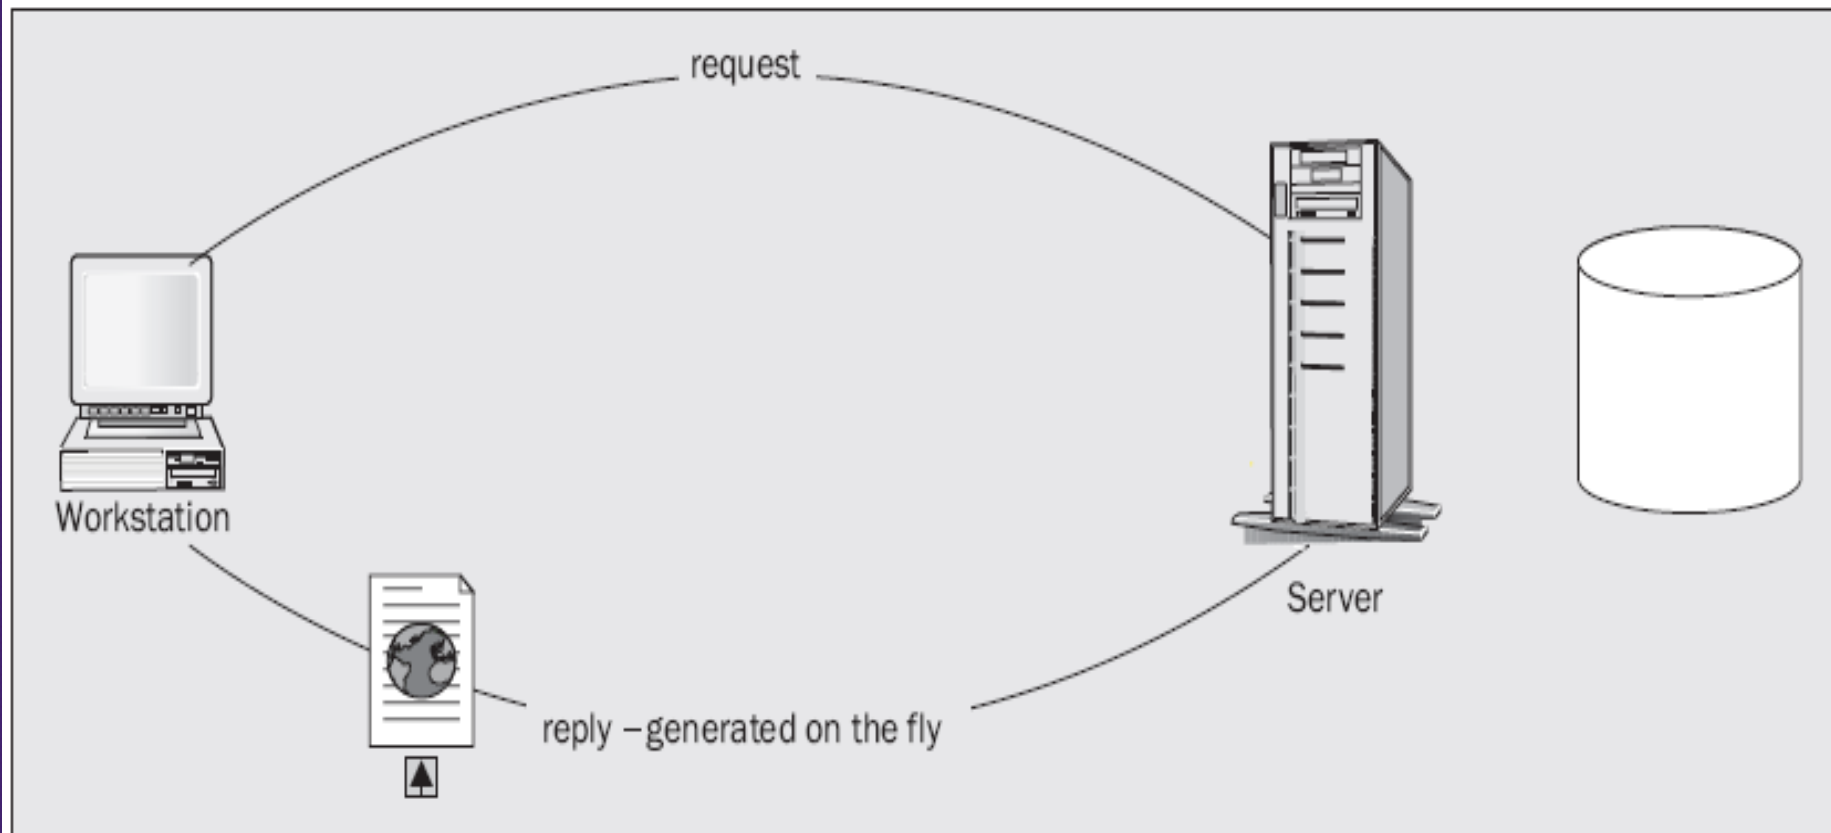 request
Workstation
Server
reply –generated on the fly